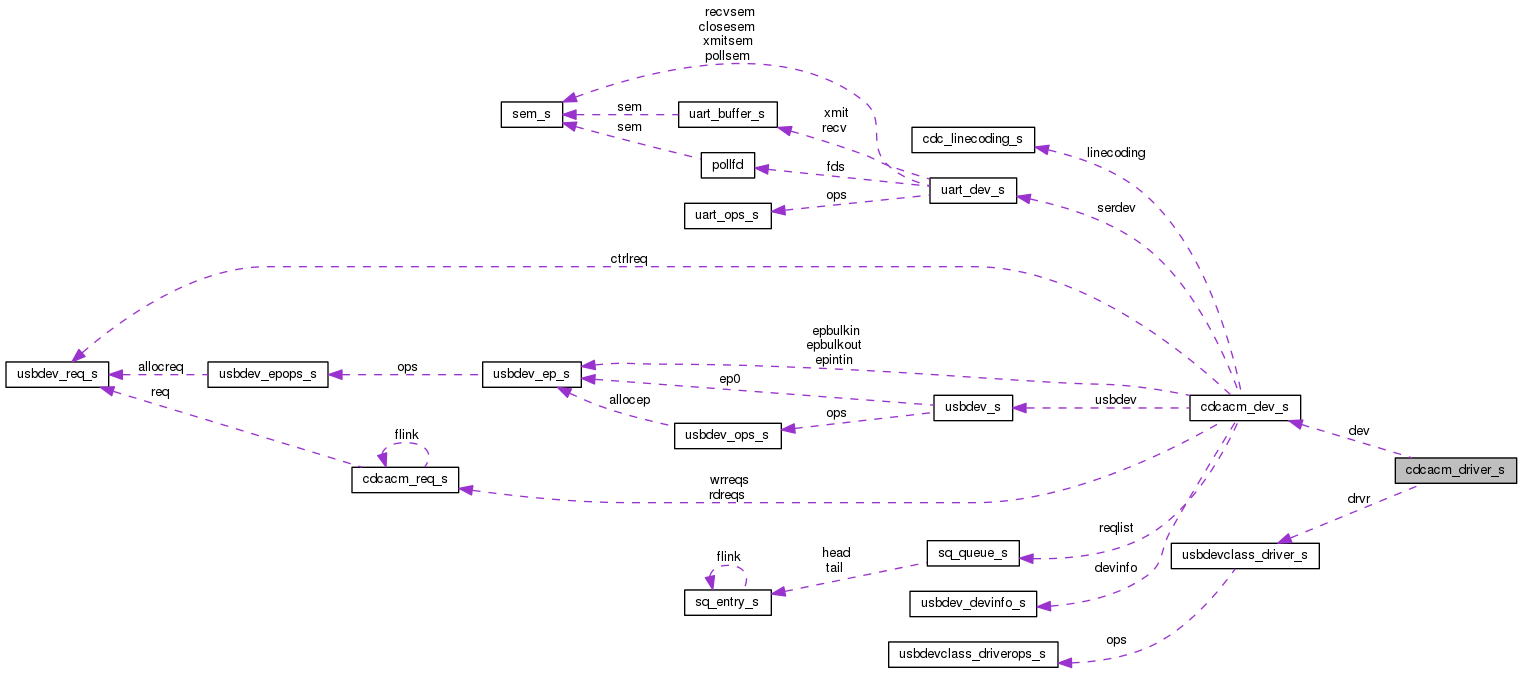 recvsem
closesem
xmitsem
pollsem
sem_s
sem
uart_buffer_s
xmit
recv
cdc_linecoding_s
linecoding
sem
pollfd
fds
uart_dev_s
ops
uart_ops_s
serdev
ctrlreq
epbulkin
epbulkout
epintin
usbdev_req_s
allocreq
usbdev_epops_s
ops
usbdev_ep_s
ep0
req
allocep
usbdev_ops_s
ops
usbdev_s
usbdev
cdcacm_dev_s
dev
flink
cdcacm_req_s
cdcacm_driver_s
wrreqs
rdreqs
drvr
reqlist
flink
head
tail
sq_queue_s
usbdevclass_driver_s
devinfo
sq_entry_s
usbdev_devinfo_s
ops
usbdevclass_driverops_s